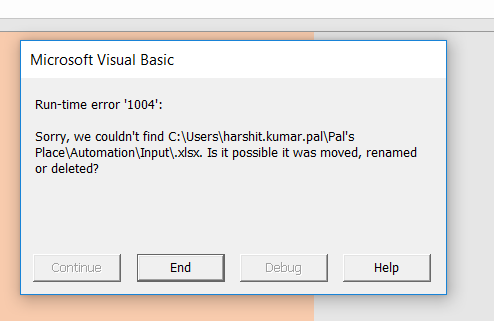 Microsoft Visual Basic
Run-time error '1004':
Sorry, we couldn't find C:\Users\harshit.kumar.pal\Pal's
Place\Automation\Input\.xlsx. Is it possible it was moved, renamed
or deleted?
Continue
End
Debug
Help